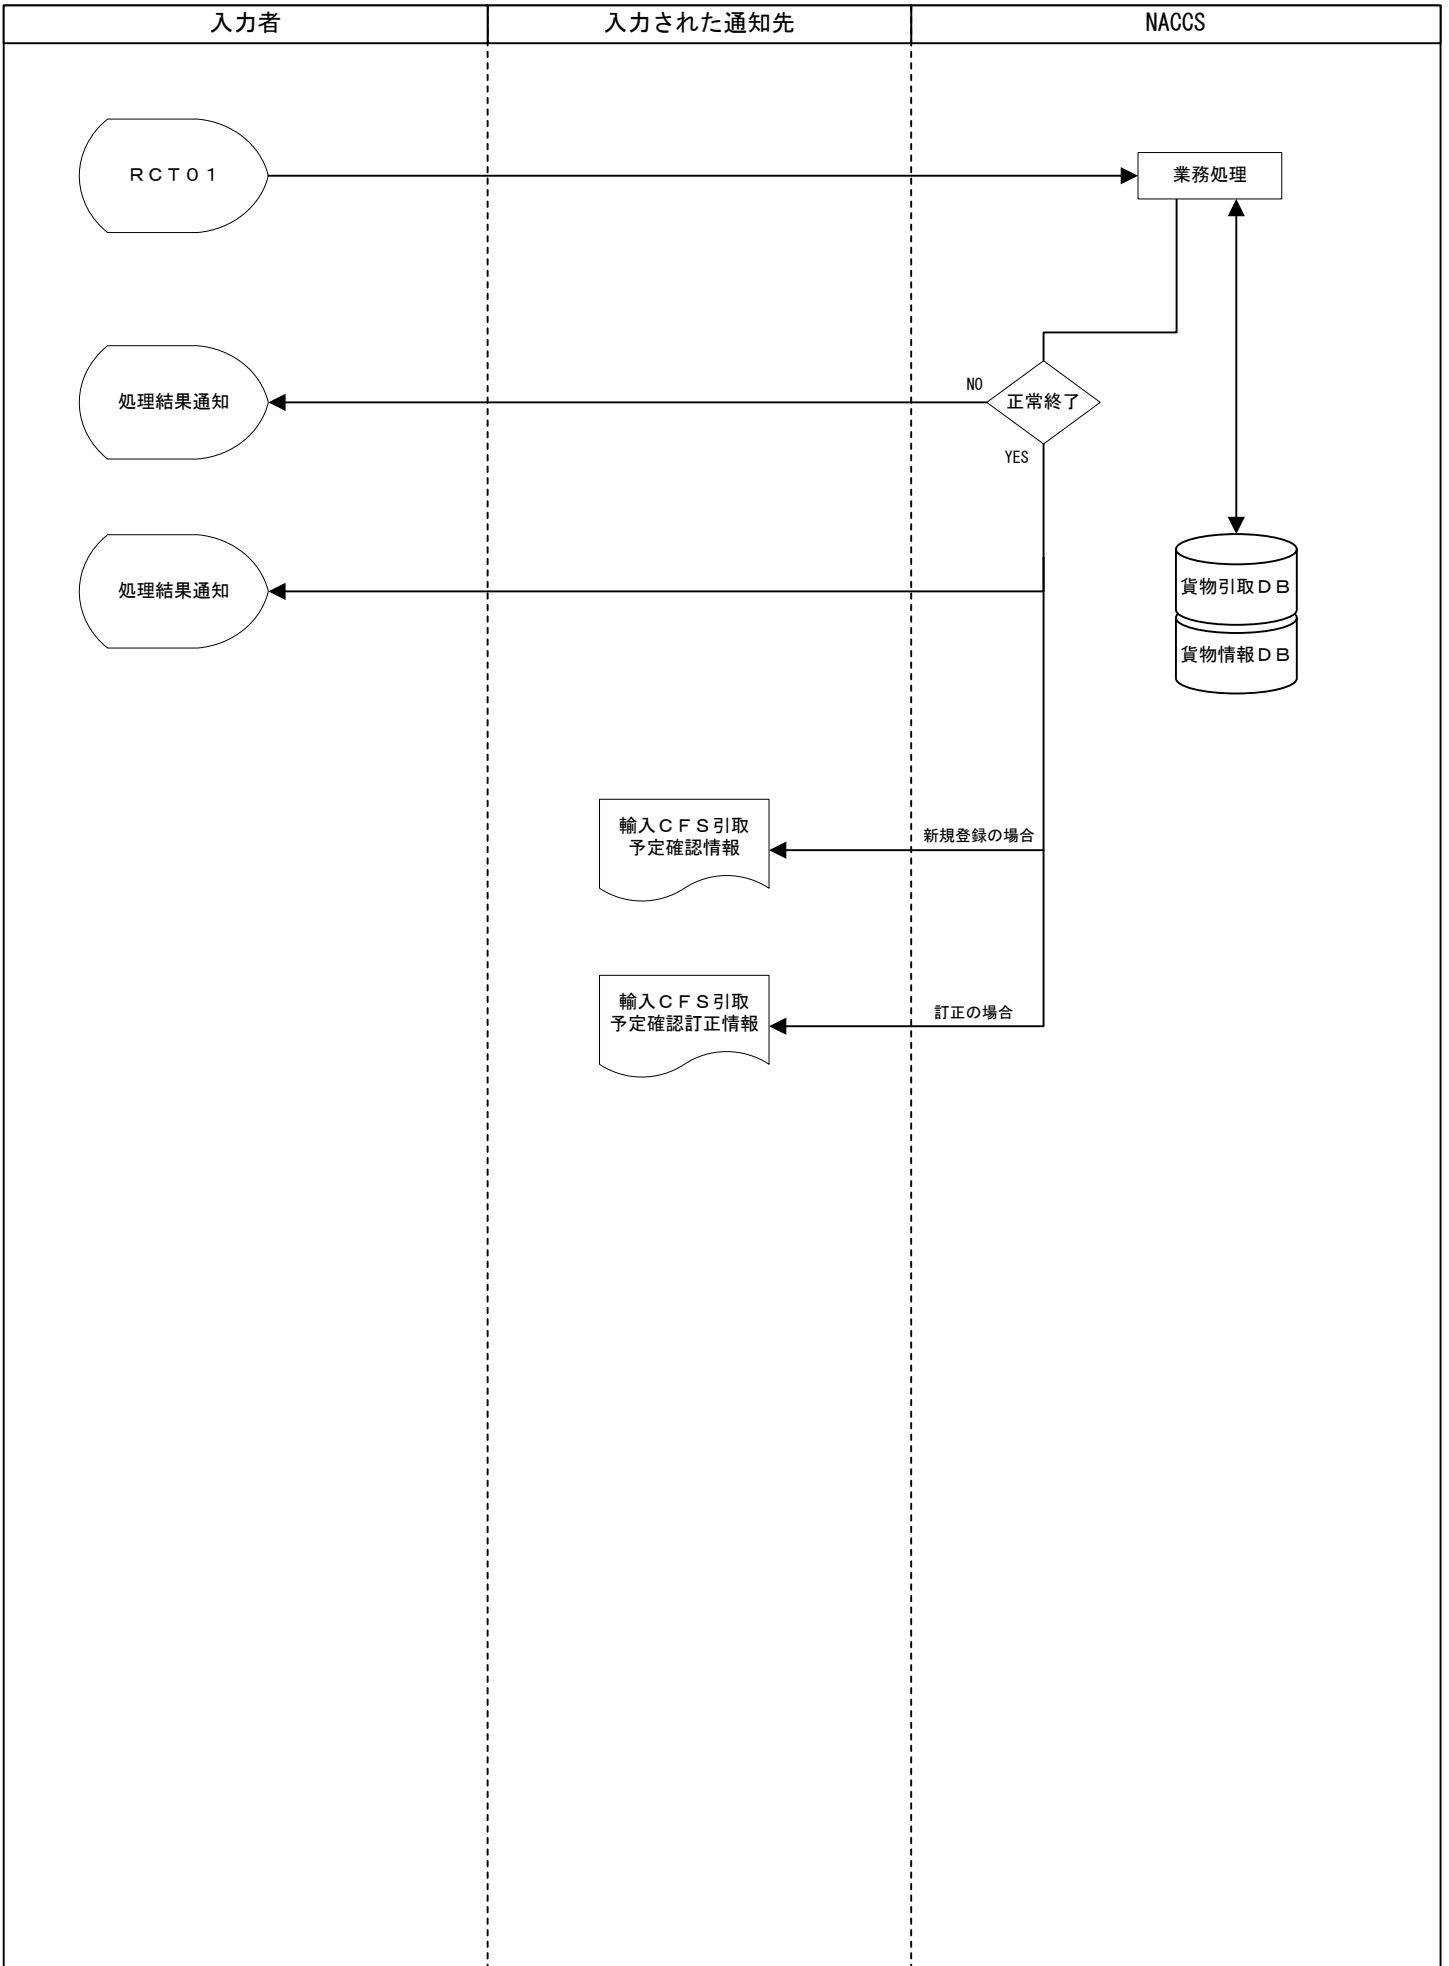 入力者
入力された通知先
NACCS
ＲＣＴ０１
業務処理
処理結果通知
NO
正常終了
YES
処理結果通知
貨物引取ＤＢ
貨物情報ＤＢ
輸入ＣＦＳ引取
予定確認情報
新規登録の場合
輸入ＣＦＳ引取
予定確認訂正情報
訂正の場合